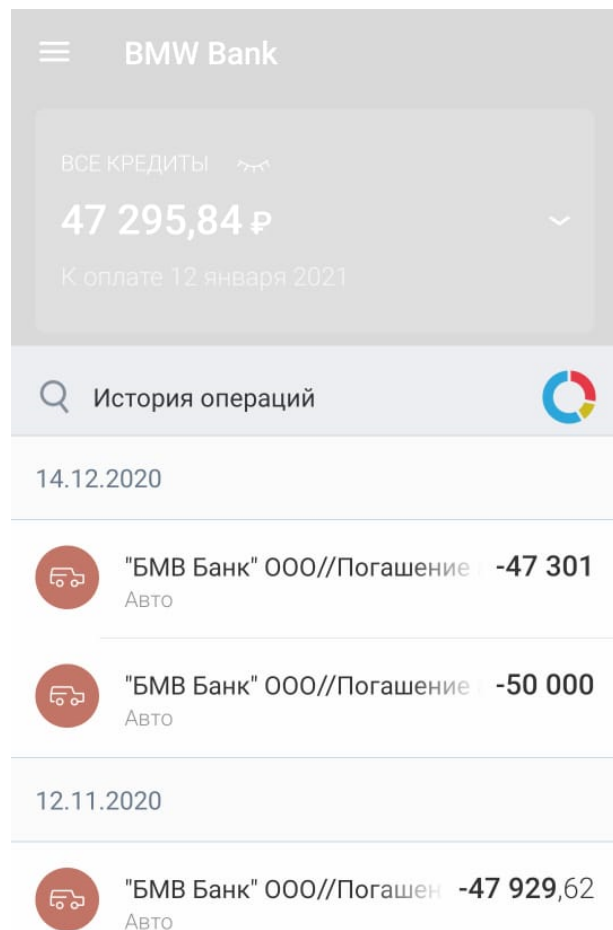 BMW Bank
ВСЕ КРЕДИТЫ
47 295,84 ₽
К оплате 12 января 2021
История операций
14.12.2020
"БМВ Банк" ООО//Погашение -47 301
Авто
"БМВ Банк" ООО//Погашение -50 000
Авто
12.11.2020
"БМВ Банк" ООО//Погашен -47 929,62
Авто